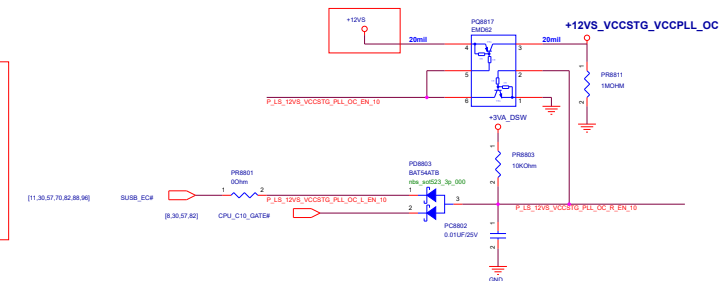 +12VS
PQ8817
EMD62
+12VS_VCCSTG_VCCPLL_OC
20mil
4
3
20mil
5
2
6
1
1
2
PR8811
1MOHM
P_LS_12VS_VCCSTG_PLL_OC_EN_10
+3VA_DSW
1
2
PR8803
10KOhm
PD8803
BAT54ATB
nbs_sot523_3p_000
PR8801
0Ohm
[11,30,57,70,82,88,96]
SUSB_EC#
1
2
P_LS_12VS_VCCSTG_PLL_OC_L_EN_10
1
3
P_LS_12VS_VCCSTG_PLL_OC_R_EN_10
[8,30,57,82]
CPU_C10_GATE#
2
PC8802
0.01UF/25V
1
2
GND